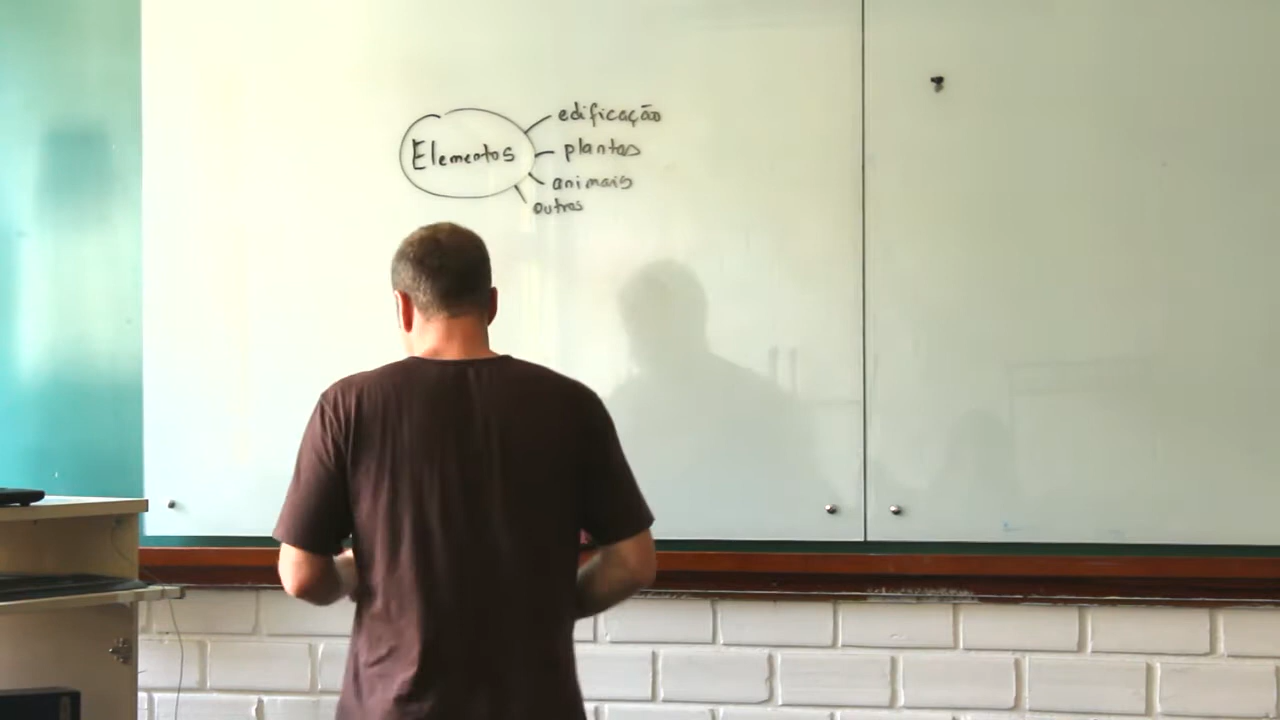 Elementos
edificação
plantas
animais
outros